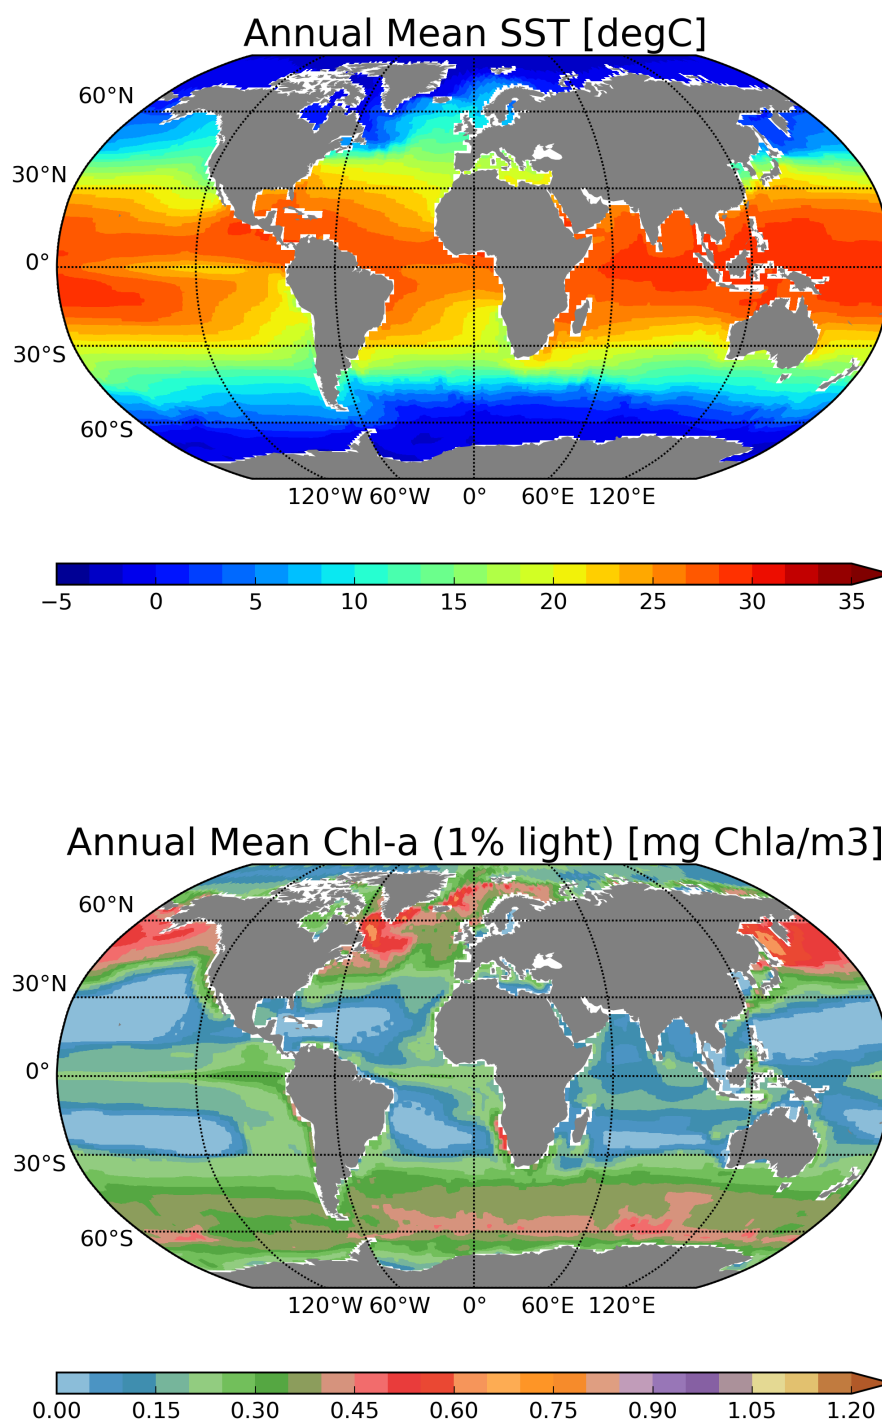 Annual Mean SST [degC]
60°N
30°N
0°
30°S
60°S
120°W 60°W 0° 60°E 120°E
−5 0 5 10 15 20 25 30 35
Annual Mean Chl-a (1% light) [mg Chla/m3]
60°N
30°N
0°
30°S
60°S
120°W 60°W 0° 60°E 120°E
0.00 0.15 0.30 0.45 0.60 0.75 0.90 1.05 1.20